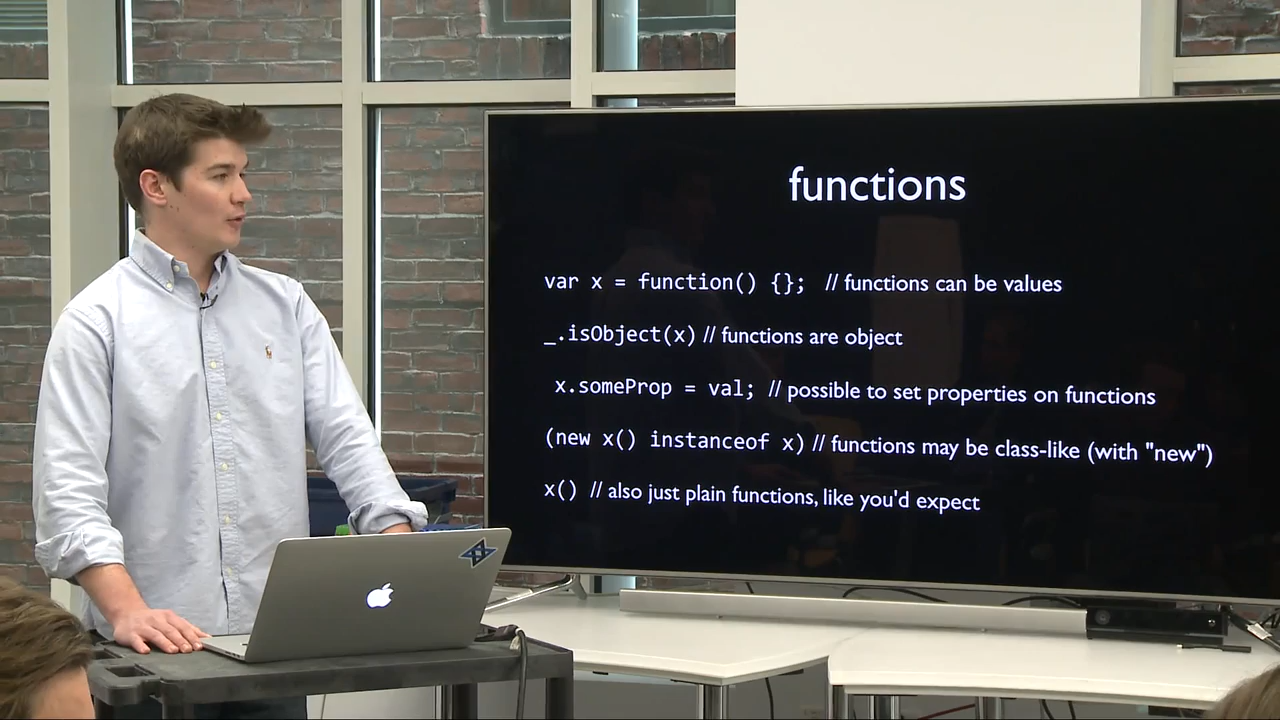 functions
var x = function() {}; // functions can be values
_.isObject(x) // functions are object
x.someProp = val; // possible to set properties on functions
(new x() instanceof x) // functions may be class-like (with "new")
x() // also just plain functions, like you'd expect